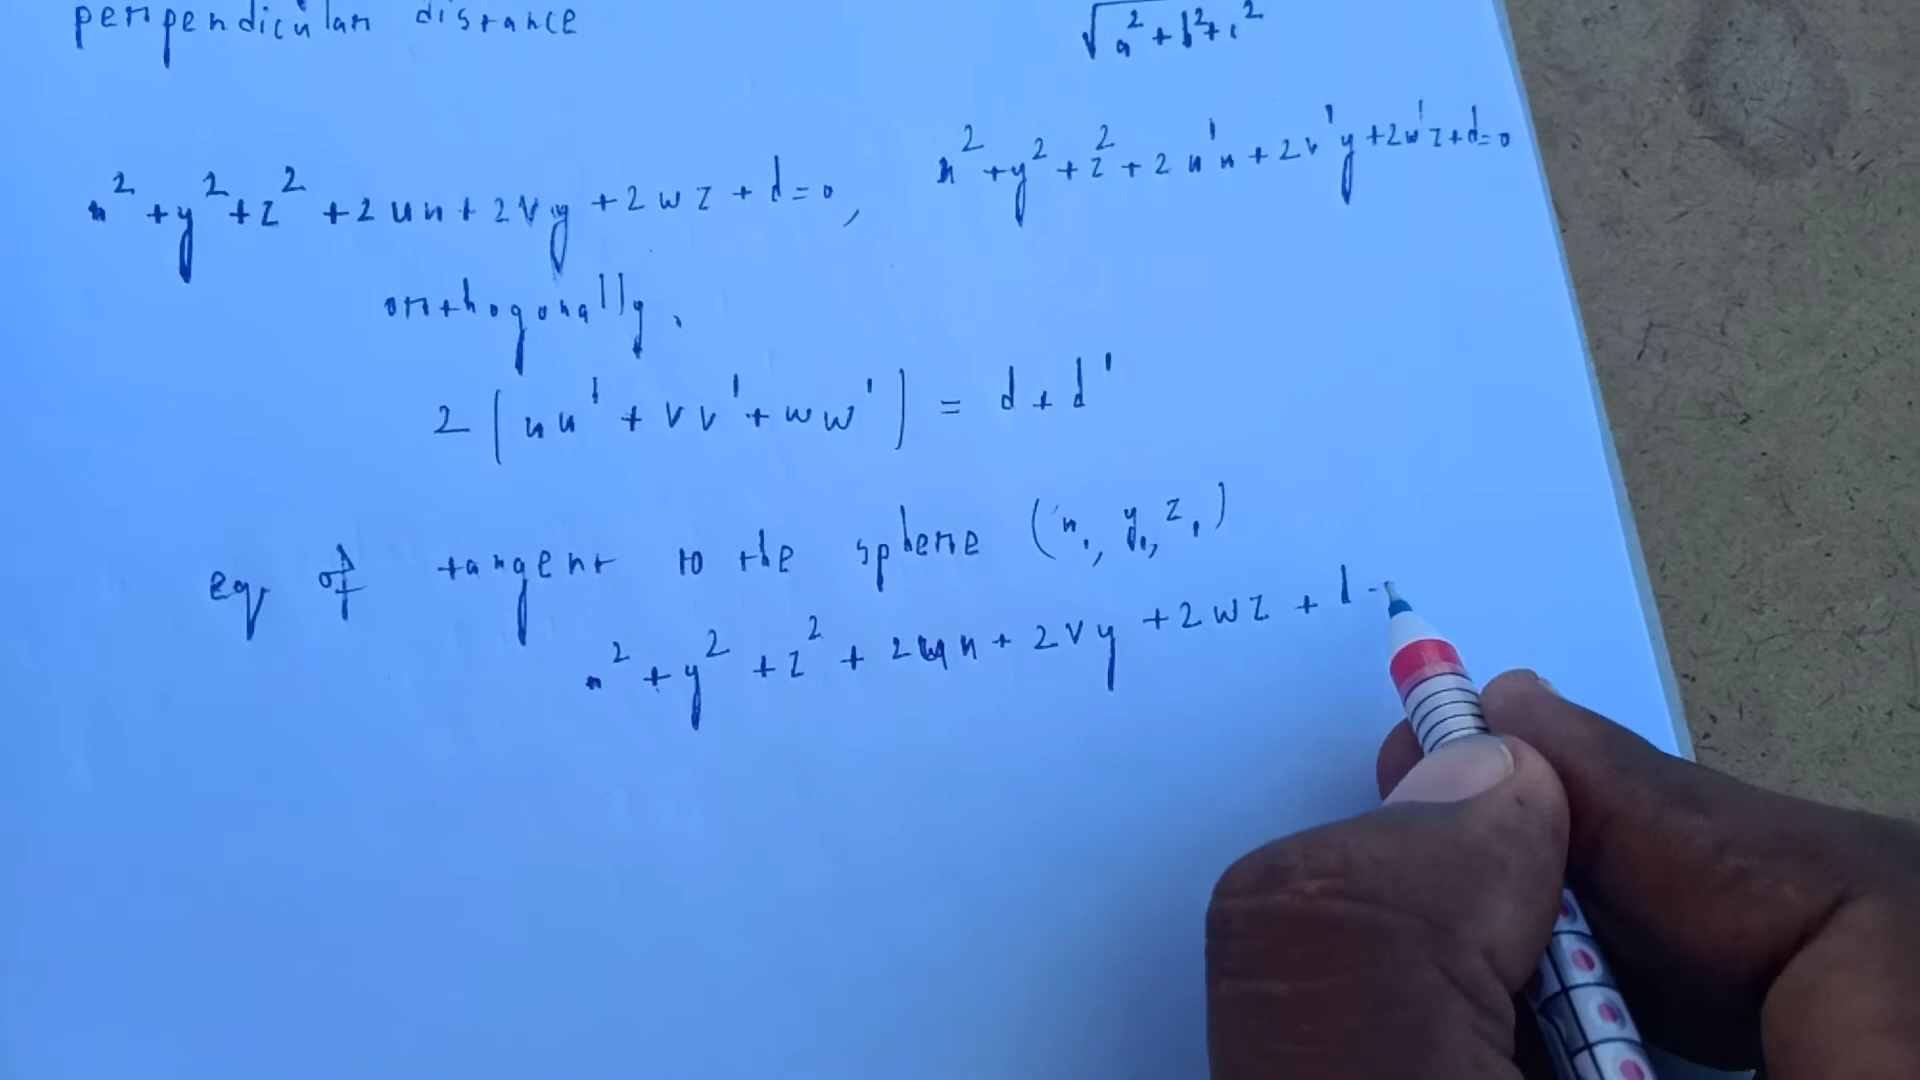 perpendicular distance
√a²+b²+c²
x²+y²+z²+2ux+2vy+2wz+d=0, x²+y²+z²+2u'x+2v'y+2w'z+d=0
orthogonally.
2(uu'+vv'+ww') = d+d'
eq of tangent to the sphere (x₁, y₁, z₁)
x²+y²+z²+2ux+2vy+2wz+d-